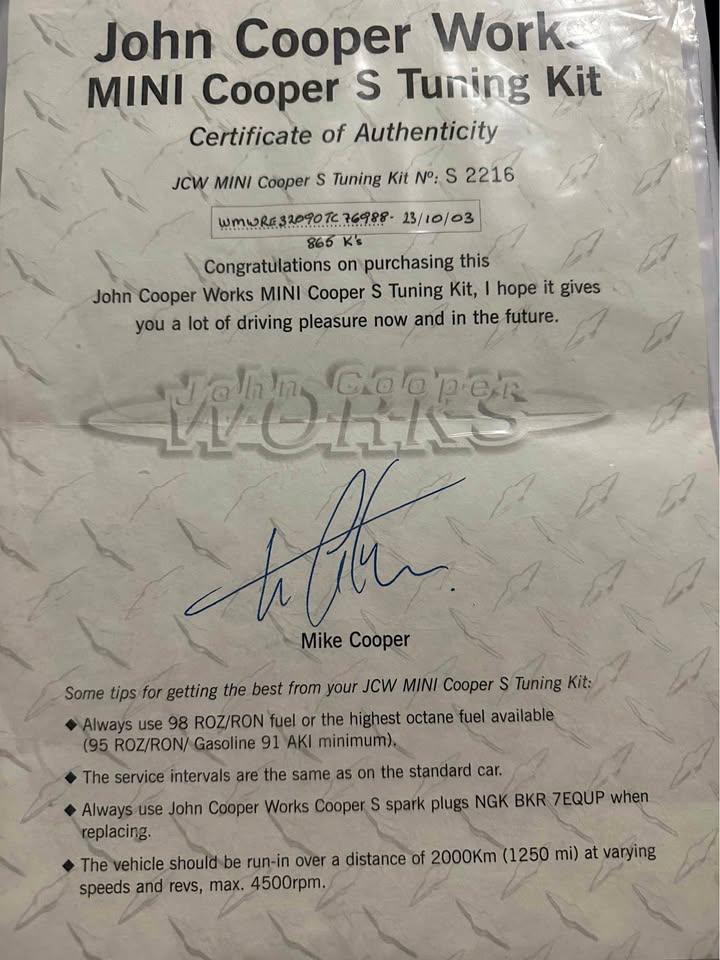 John Cooper Works
MINI Cooper S Tuning Kit
Certificate of Authenticity
JCW MINI Cooper S Tuning Kit Nº: S 2216
WMWRE32090TC76988- 23/10/03
865 K's
Congratulations on purchasing this
John Cooper Works MINI Cooper S Tuning Kit, I hope it gives
you a lot of driving pleasure now and in the future.
John Cooper
WORKS
Mike Cooper
Some tips for getting the best from your JCW MINI Cooper S Tuning Kit:
◆ Always use 98 ROZ/RON fuel or the highest octane fuel available
(95 ROZ/RON/ Gasoline 91 AKI minimum).
◆ The service intervals are the same as on the standard car.
◆ Always use John Cooper Works Cooper S spark plugs NGK BKR 7EQUP when
replacing.
◆ The vehicle should be run-in over a distance of 2000Km (1250 mi) at varying
speeds and revs, max. 4500rpm.